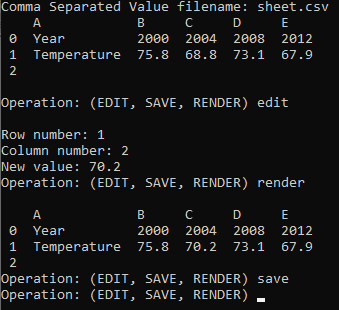 Comma Separated Value filename: sheet.csv
A B C D E
0 Year 2000 2004 2008 2012
1 Temperature 75.8 68.8 73.1 67.9
2
Operation: (EDIT, SAVE, RENDER) edit
Row number: 1
Column number: 2
New value: 70.2
Operation: (EDIT, SAVE, RENDER) render
A B C D E
0 Year 2000 2004 2008 2012
1 Temperature 75.8 70.2 73.1 67.9
2
Operation: (EDIT, SAVE, RENDER) save
Operation: (EDIT, SAVE, RENDER)